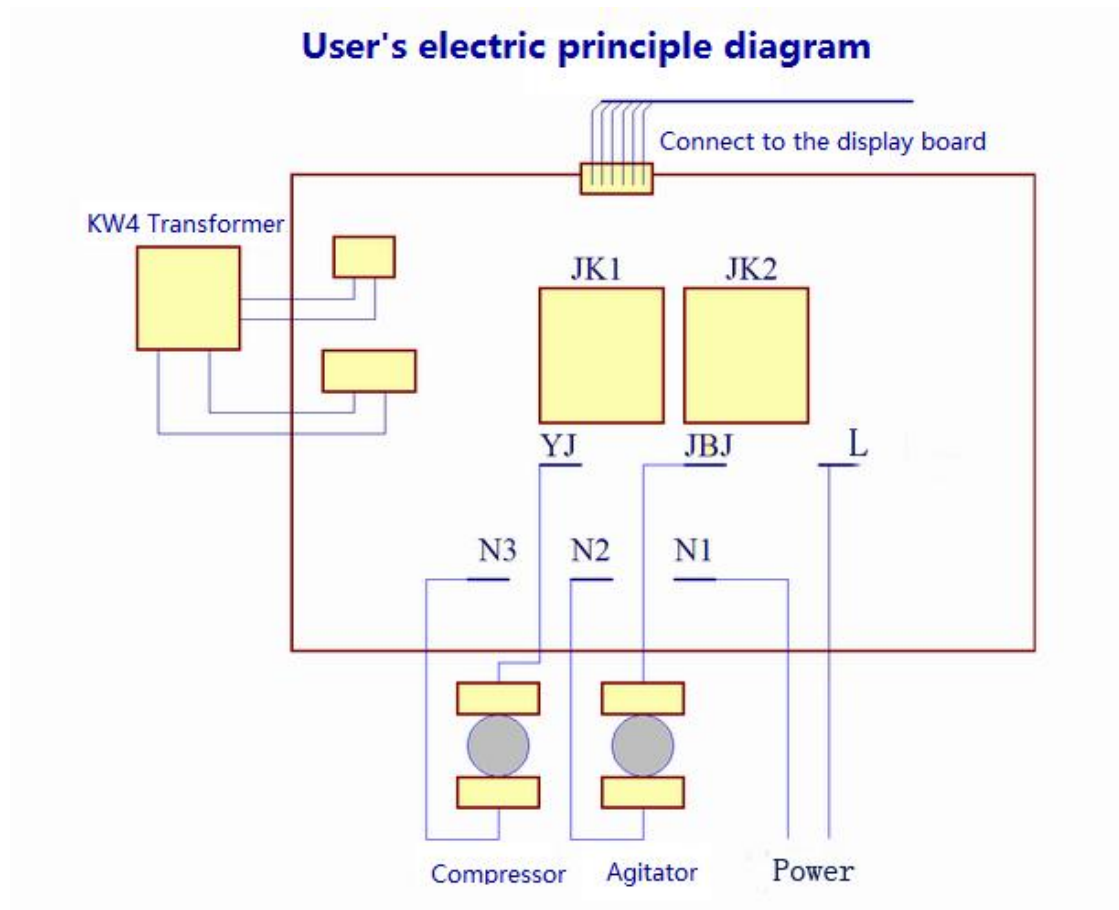 User's electric principle diagram
Connect to the display board
KW4 Transformer
JK1 JK2
YJ JBJ L
N3 N2 N1
Compressor Agitator Power